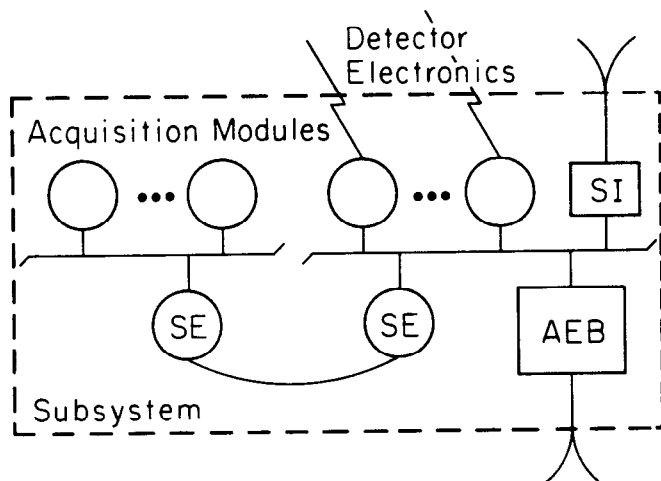 Detector
Electronics
Acquisition Modules
SI
SE
SE
AEB
Subsystem